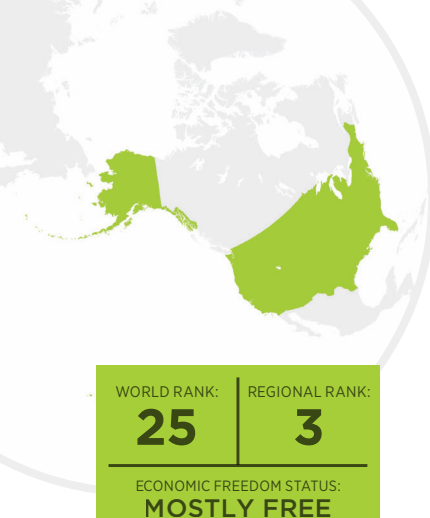 WORLD RANK:
25
REGIONAL RANK:
3
ECONOMIC FREEDOM STATUS:
MOSTLY FREE